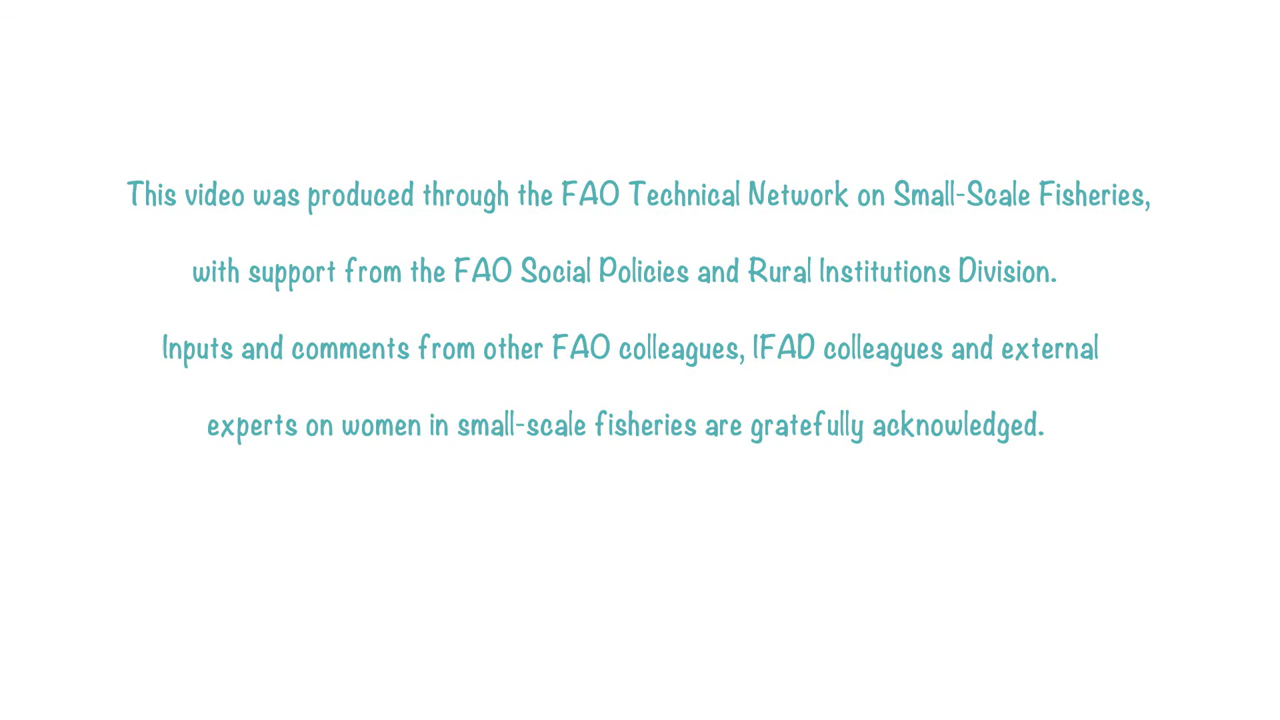 This video was produced through the FAO Technical Network on Small-Scale Fisheries,
with support from the FAO Social Policies and Rural Institutions Division.
Inputs and comments from other FAO colleagues, IFAD colleagues and external
experts on women in small-scale fisheries are gratefully acknowledged.